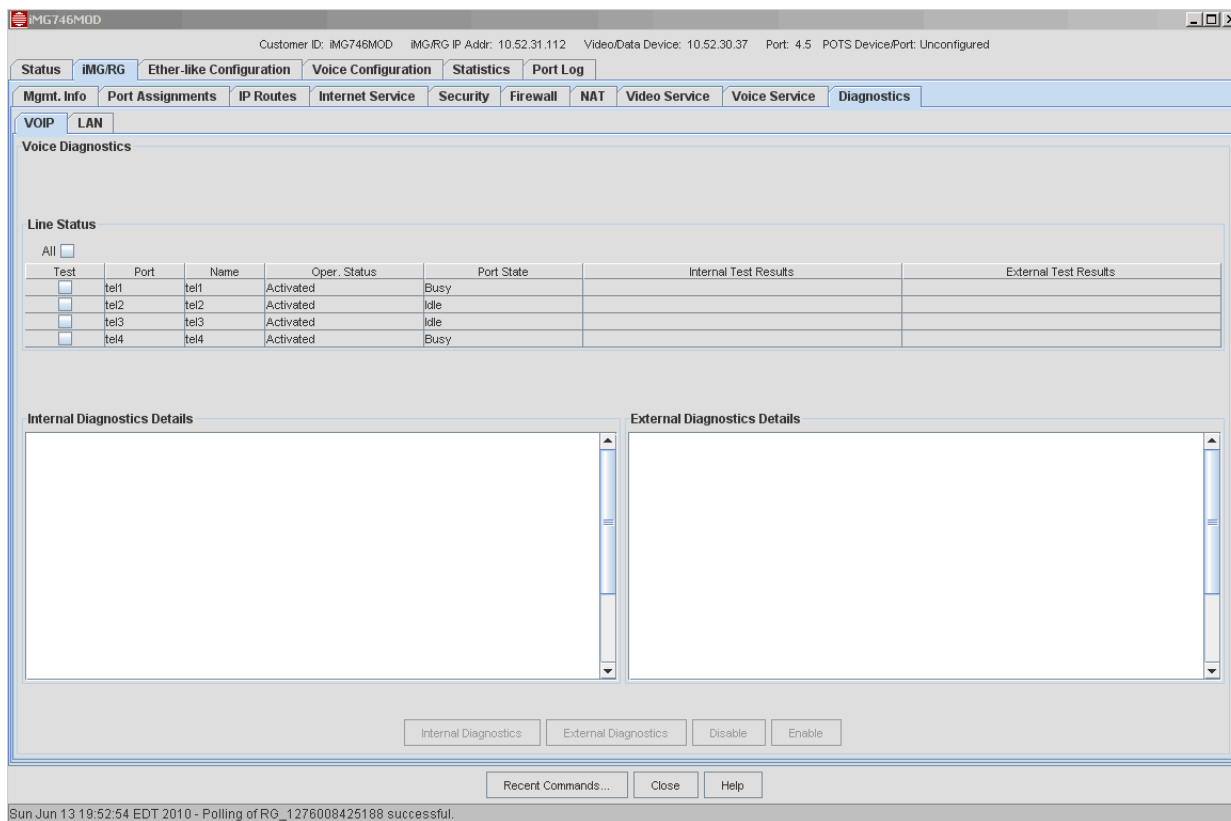 iMG746MOD
Customer ID: iMG746MOD iMG/RG IP Addr: 10.52.31.112 Video/Data Device: 10.52.30.37 Port: 4.5 POTS Device/Port: Unconfigured
Status iMG/RG Ether-like Configuration Voice Configuration Statistics Port Log
Mgmt. Info Port Assignments IP Routes Internet Service Security Firewall NAT Video Service Voice Service Diagnostics
VOIP LAN
Voice Diagnostics
Line Status
All
Test Port Name Oper. Status Port State Internal Test Results External Test Results
tel1 tel1 Activated Busy
tel2 tel2 Activated Idle
tel3 tel3 Activated Idle
tel4 tel4 Activated Busy
Internal Diagnostics Details External Diagnostics Details
Internal Diagnostics External Diagnostics Disable Enable
Recent Commands... Close Help
Sun Jun 13 19:52:54 EDT 2010 - Polling of RG_1276008425188 successful.